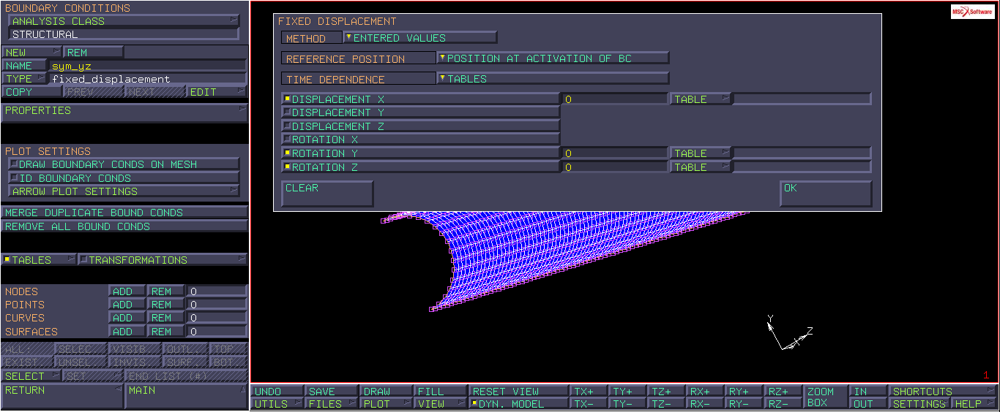 BOUNDARY CONDITIONS
ANALYSIS CLASS
STRUCTURAL
NEW REM
NAME sym_yz
TYPE fixed_displacement
COPY PREV NEXT EDIT
PROPERTIES
PLOT SETTINGS
DRAW BOUNDARY CONDS ON MESH
ID BOUNDARY CONDS
ARROW PLOT SETTINGS
MERGE DUPLICATE BOUND CONDS
REMOVE ALL BOUND CONDS
TABLES TRANSFORMATIONS
NODES ADD REM 0
POINTS ADD REM 0
CURVES ADD REM 0
SURFACES ADD REM 0
ALL: SELEC. VISIB. OUTL. TOP
EXIST. UNSEL. INVIS. SURF. BOT.
SELECT SET END LIST (#)
RETURN MAIN
FIXED DISPLACEMENT
METHOD ENTERED VALUES
REFERENCE POSITION POSITION AT ACTIVATION OF BC
TIME DEPENDENCE TABLES
DISPLACEMENT X 0 TABLE
DISPLACEMENT Y
DISPLACEMENT Z
ROTATION X
ROTATION Y 0 TABLE
ROTATION Z 0 TABLE
CLEAR OK
MSC Software
Y
Z
X
1
UNDO SAVE DRAW FILL RESET VIEW TX+ TY+ TZ+ RX+ RY+ RZ+ ZOOM BOX IN SHORTCUTS
UTILS FILES PLOT VIEW DYN. MODEL TX- TY- TZ- RX- RY- RZ- OUT SETTINGS HELP